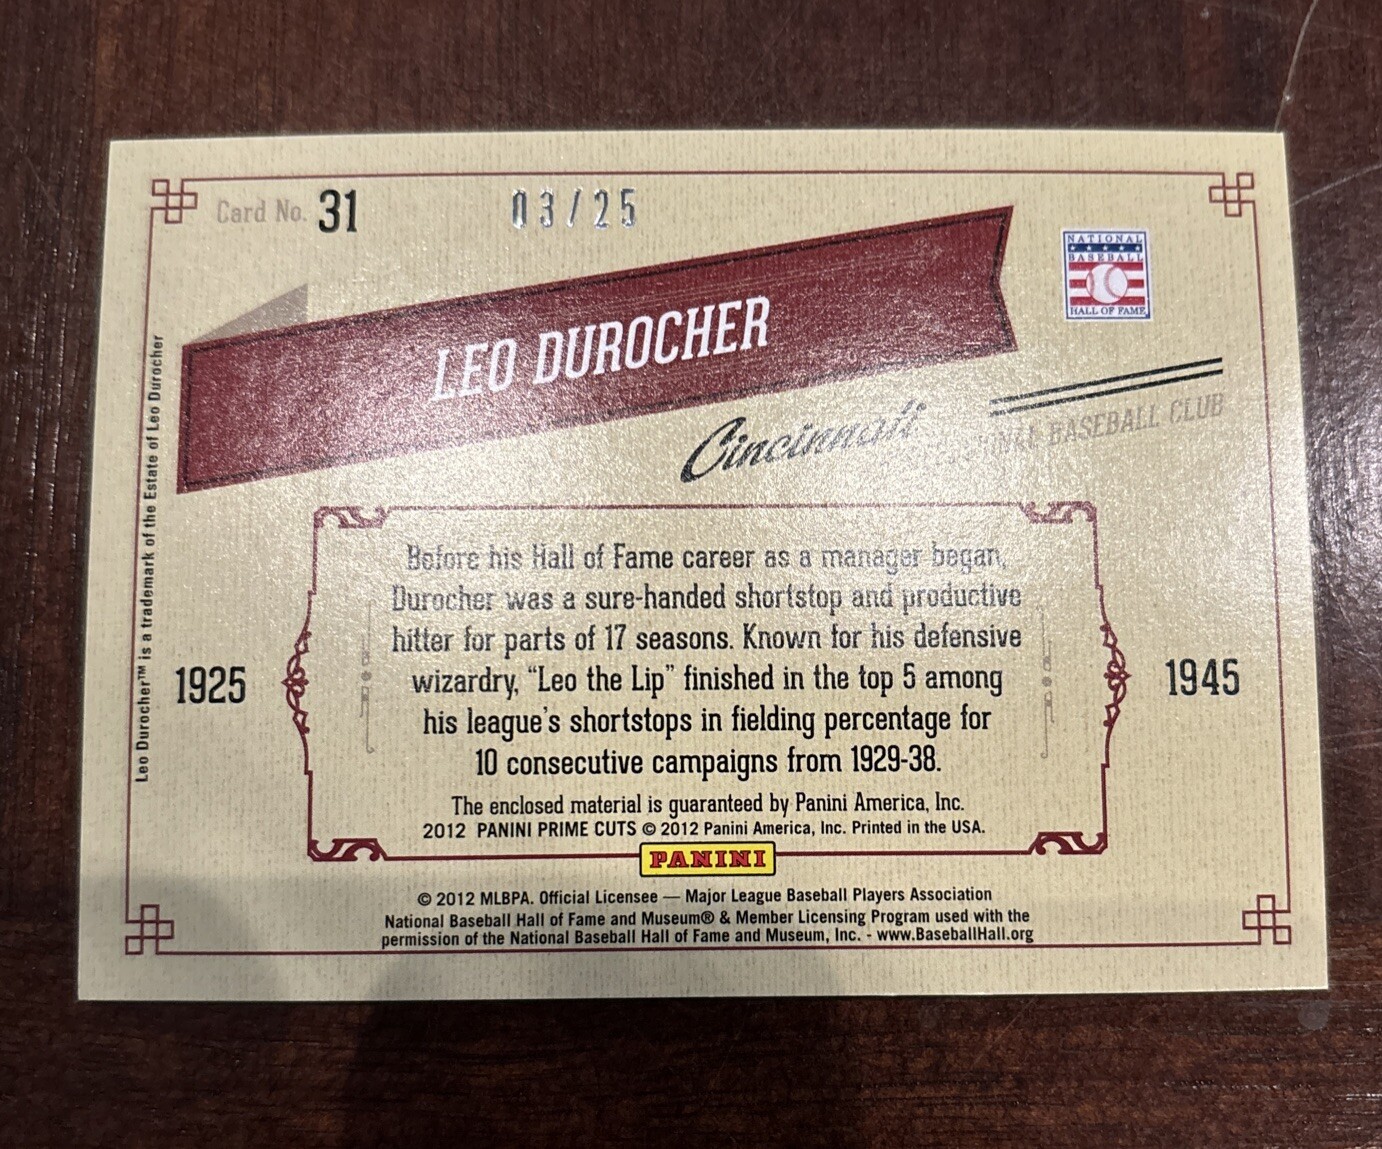 Card No. 31
03/25
NATIONAL
BASEBALL
HALL OF FAME
LEO DUROCHER
Cincinnati
BASEBALL CLUB
Leo Durocher™ is a trademark of the Estate of Leo Durocher
Before his Hall of Fame career as a manager began,
Durocher was a sure-handed shortstop and productive
hitter for parts of 17 seasons. Known for his defensive
wizardry, “Leo the Lip” finished in the top 5 among
his league's shortstops in fielding percentage for
10 consecutive campaigns from 1929-38.
1925
1945
The enclosed material is guaranteed by Panini America, Inc.
2012 PANINI PRIME CUTS © 2012 Panini America, Inc. Printed in the USA.
PANINI
© 2012 MLBPA. Official Licensee — Major League Baseball Players Association
National Baseball Hall of Fame and Museum® & Member Licensing Program used with the
permission of the National Baseball Hall of Fame and Museum, Inc. - www.BaseballHall.org